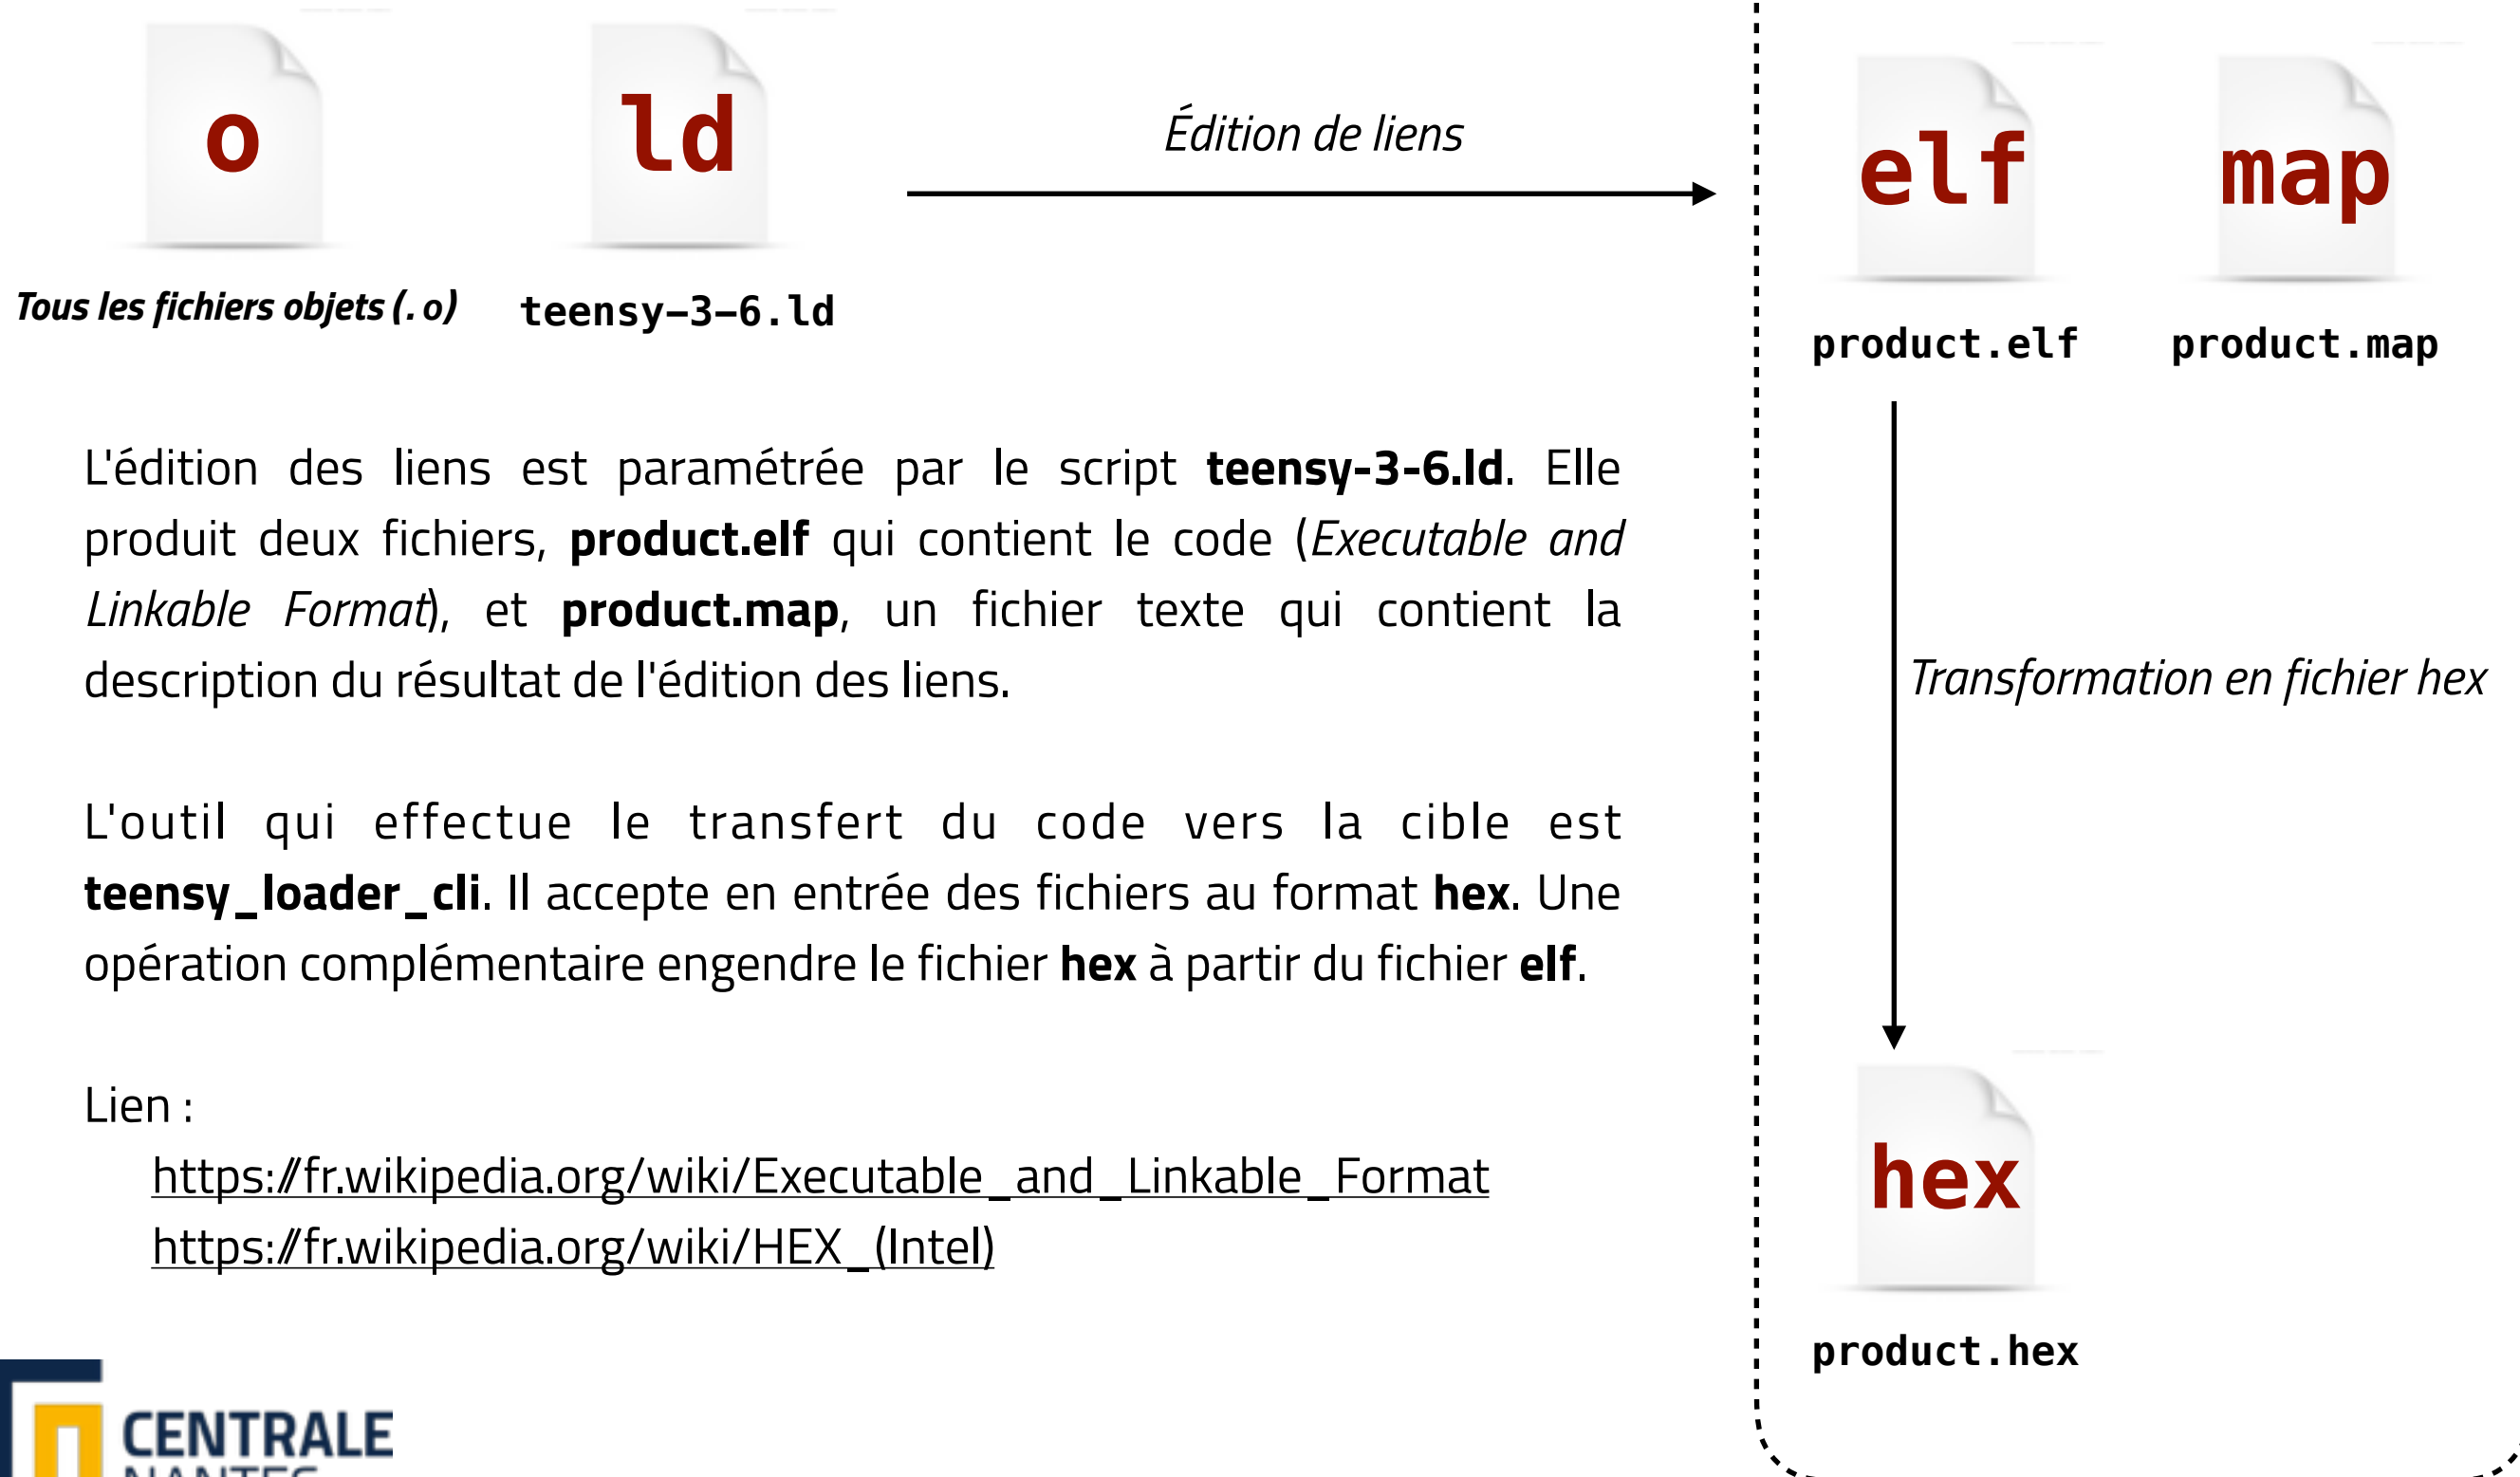 o
ld
Édition de liens
elf
map
Tous les fichiers objets (.o)
teensy-3-6.ld
product.elf
product.map
L'édition des liens est paramétrée par le script teensy-3-6.ld. Elle
produit deux fichiers, product.elf qui contient le code (Executable and
Linkable Format), et product.map, un fichier texte qui contient la
description du résultat de l'édition des liens.
Transformation en fichier hex
L'outil qui effectue le transfert du code vers la cible est
teensy_loader_cli. Il accepte en entrée des fichiers au format hex. Une
opération complémentaire engendre le fichier hex à partir du fichier elf.
Lien :
https://fr.wikipedia.org/wiki/Executable_and_Linkable_Format
https://fr.wikipedia.org/wiki/HEX_(Intel)
hex
product.hex
CENTRALE
NANTES